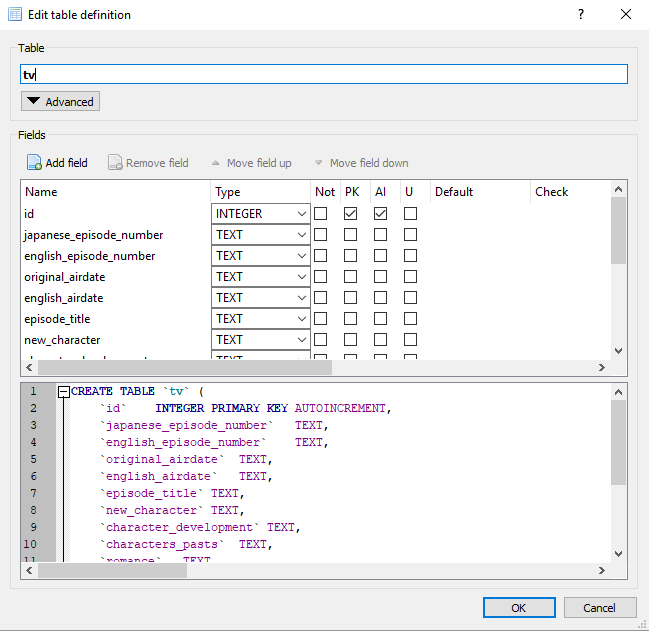 Edit table definition
?
Table
tv
Advanced
Fields
Add field Remove field Move field up Move field down
Name Type Not PK AI U Default Check
id INTEGER
japanese_episode_number TEXT
english_episode_number TEXT
original_airdate TEXT
english_airdate TEXT
episode_title TEXT
new_character TEXT
TEXT
1 CREATE TABLE `tv` (
2 `id` INTEGER PRIMARY KEY AUTOINCREMENT,
3 `japanese_episode_number` TEXT,
4 `english_episode_number` TEXT,
5 `original_airdate` TEXT,
6 `english_airdate` TEXT,
7 `episode_title` TEXT,
8 `new_character` TEXT,
9 `character_development` TEXT,
10 `characters_pasts` TEXT,
11 `romance` TEXT
OK Cancel